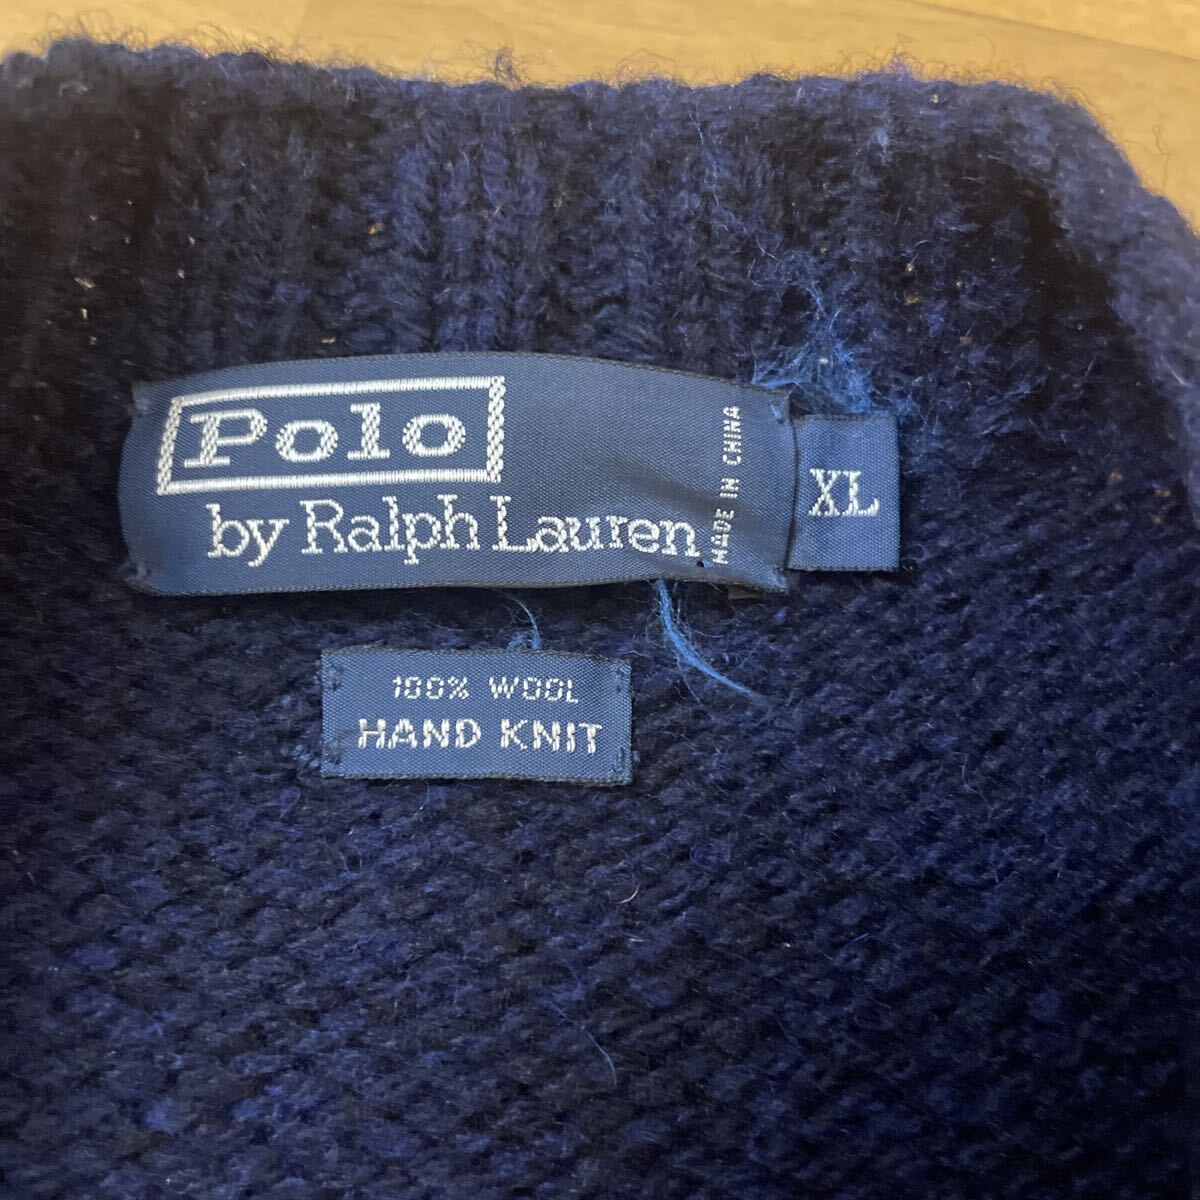 Polo
by Ralph Lauren
MADE IN CHINA
XL
100% WOOL
HAND KNIT